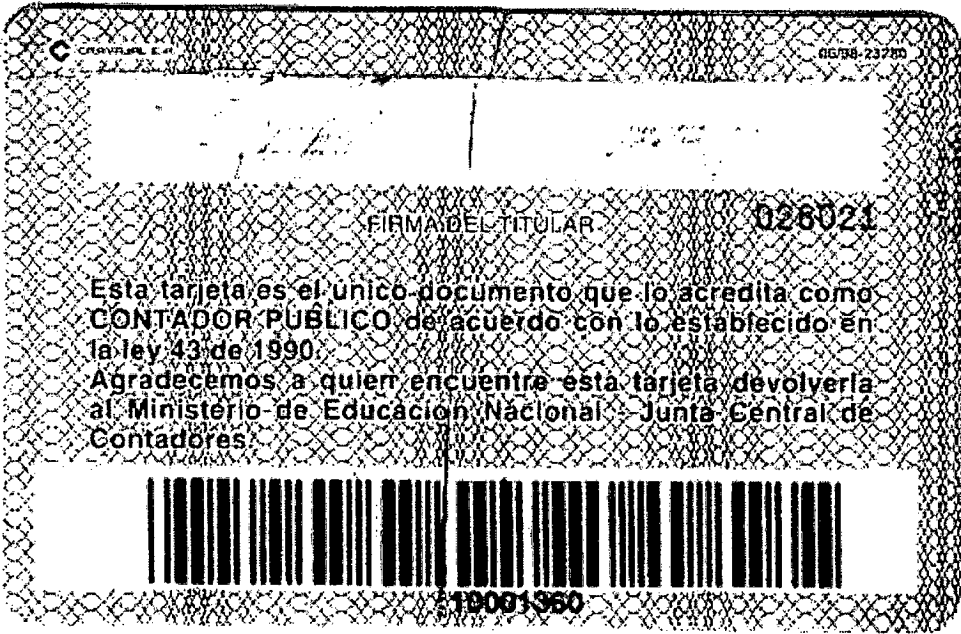 CARVAJAL S.A.
FIRMA DEL TITULAR
026021
Esta tarjeta es el único documento que lo acredita como
CONTADOR PÚBLICO de acuerdo con lo establecido en
la ley 43 de 1990.
Agradecemos a quien encuentre esta tarjeta devolverla
al Ministerio de Educación Nacional - Junta Central de
Contadores.
10001360